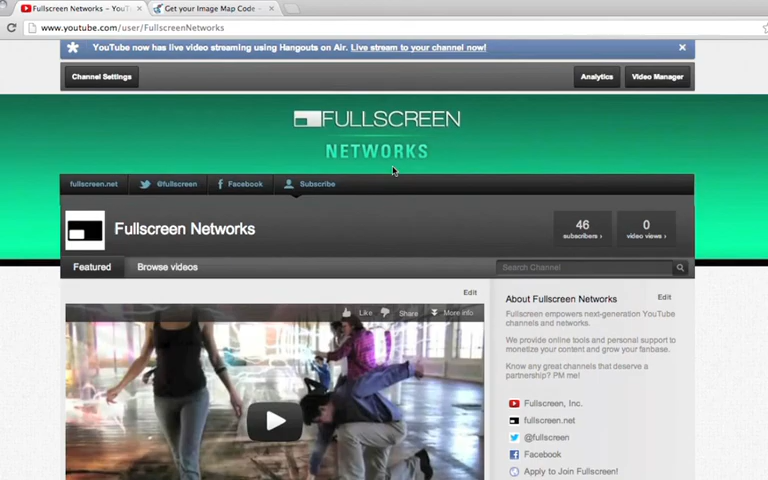 Fullscreen Networks – YouT
Get your Image Map Code -
www.youtube.com/user/FullscreenNetworks
YouTube now has live video streaming using Hangouts on Air. Live stream to your channel now!
Channel Settings
Analytics
Video Manager
FULLSCREEN
NETWORKS
fullscreen.net
@fullscreen
Facebook
Subscribe
Fullscreen Networks
46
subscribers ›
0
video views ›
Featured
Browse videos
Search Channel
Edit
Like
Share
More info
About Fullscreen Networks
Edit
Fullscreen empowers next-generation YouTube
channels and networks.
We provide online tools and personal support to
monetize your content and grow your fanbase.
Know any great channels that deserve a
partnership? PM me!
Fullscreen, Inc.
fullscreen.net
@fullscreen
Facebook
Apply to Join Fullscreen!